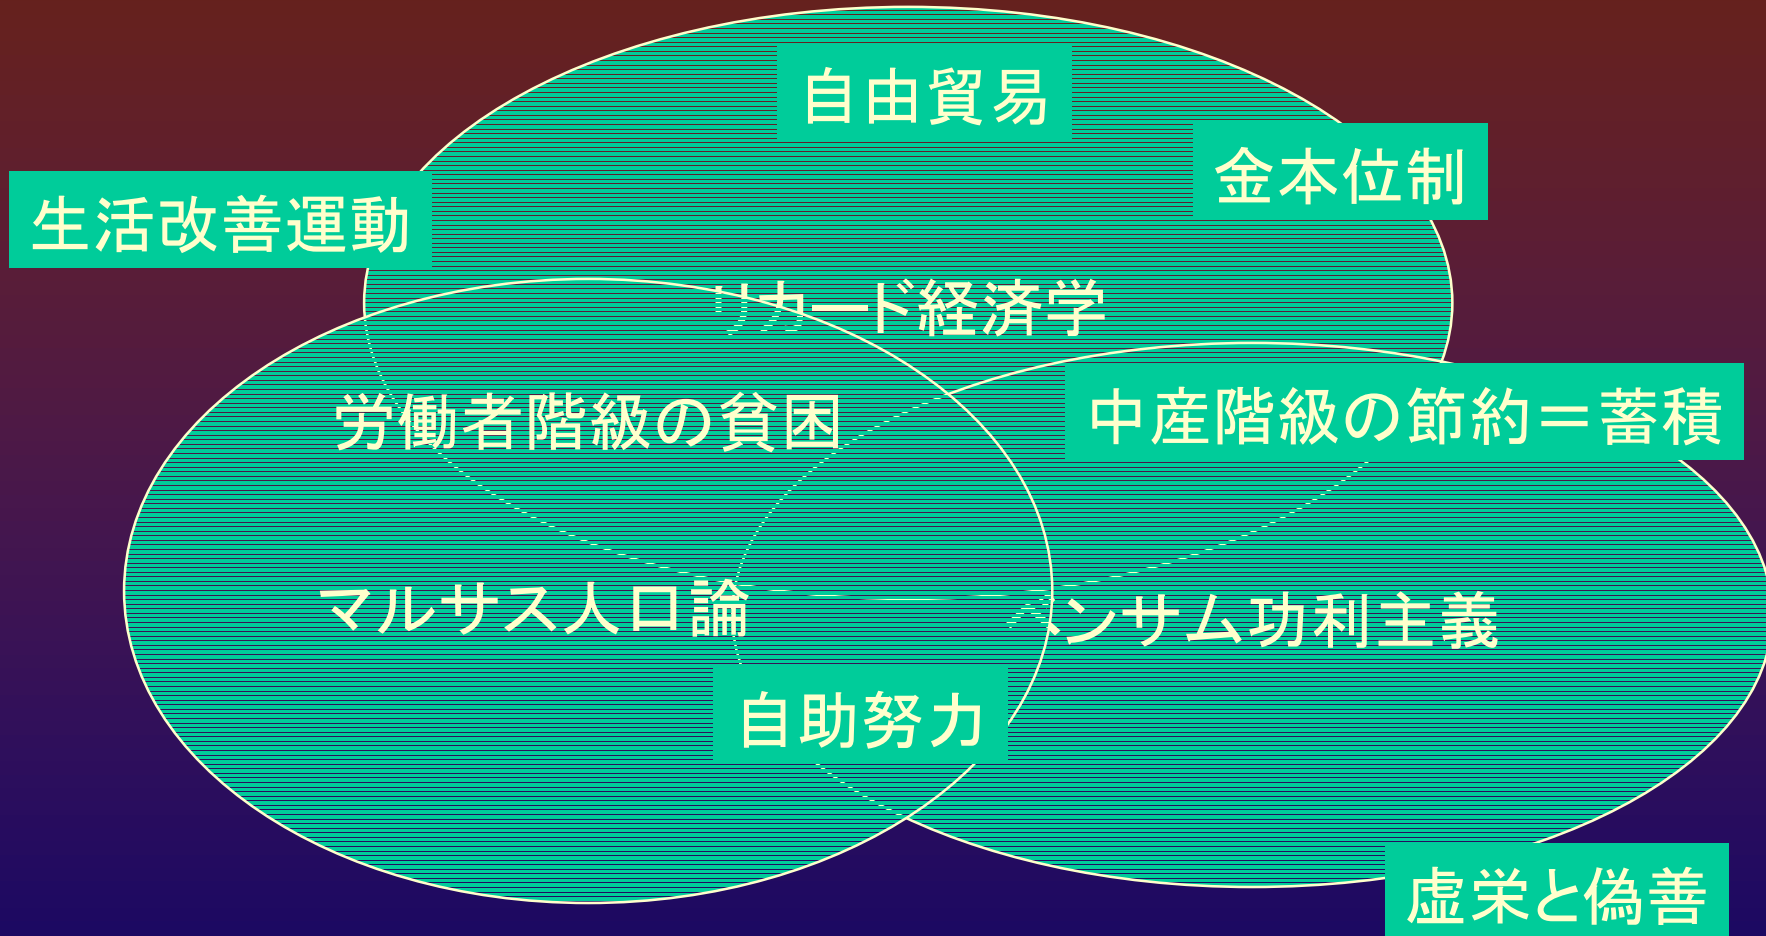 自由貿易
金本位制
生活改善運動
リカード経済学
労働者階級の貧困
中産階級の節約＝蓄積
マルサス人口論
ベンサム功利主義
自助努力
虚栄と偽善